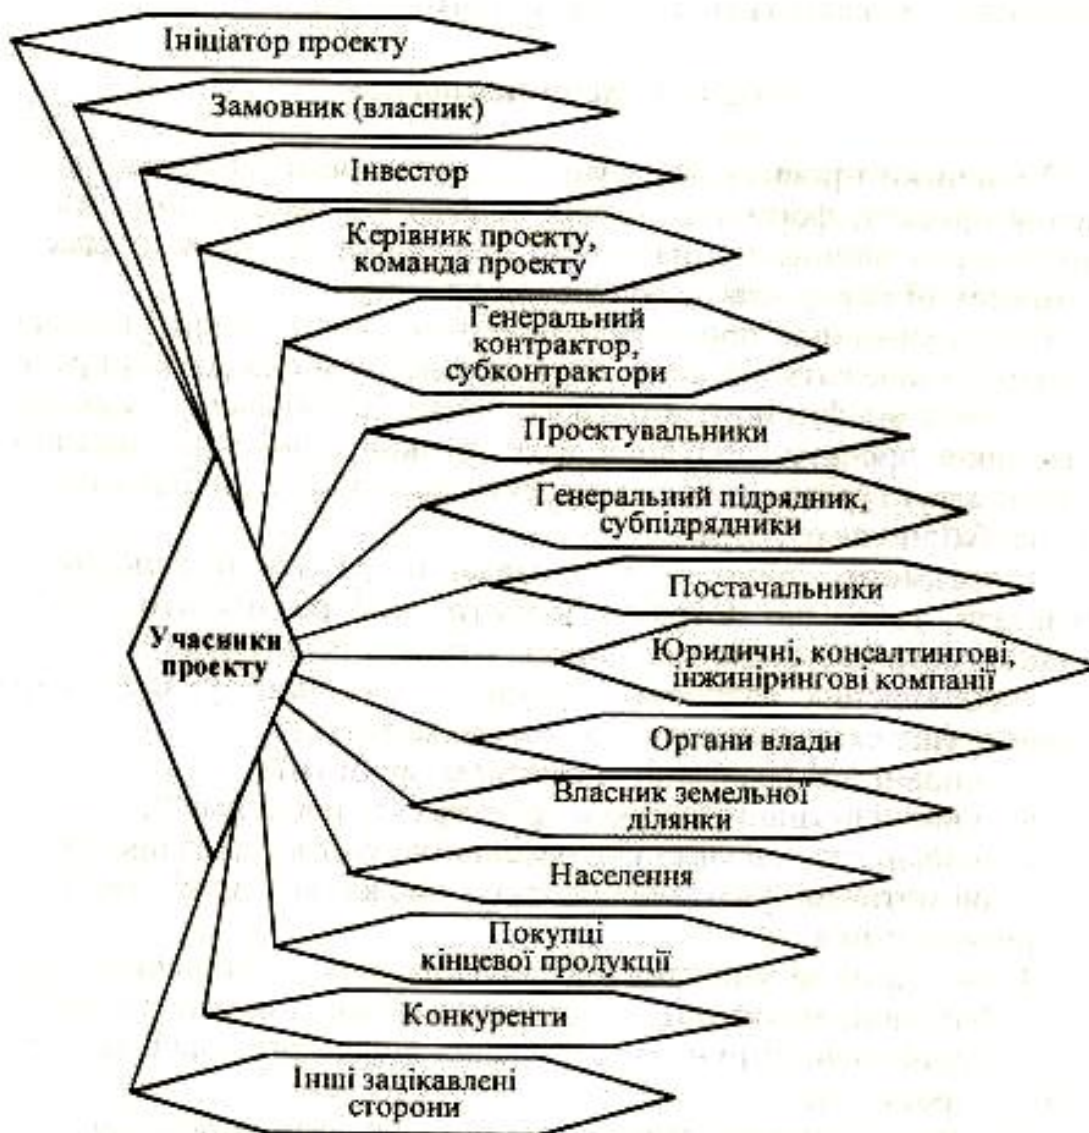 Ініціатор проекту
Замовник (власник)
Інвестор
Керівник проекту,
команда проекту
Генеральний
контрактор,
субконтрактори
Проектувальники
Генеральний підрядник,
субпідрядники
Постачальники
Учасники
проекту
Юридичні, консалтингові,
інжинірингові компанії
Органи влади
Власник земельної
ділянки
Населення
Покупці
кінцевої продукції
Конкуренти
Інші зацікавлені
сторони